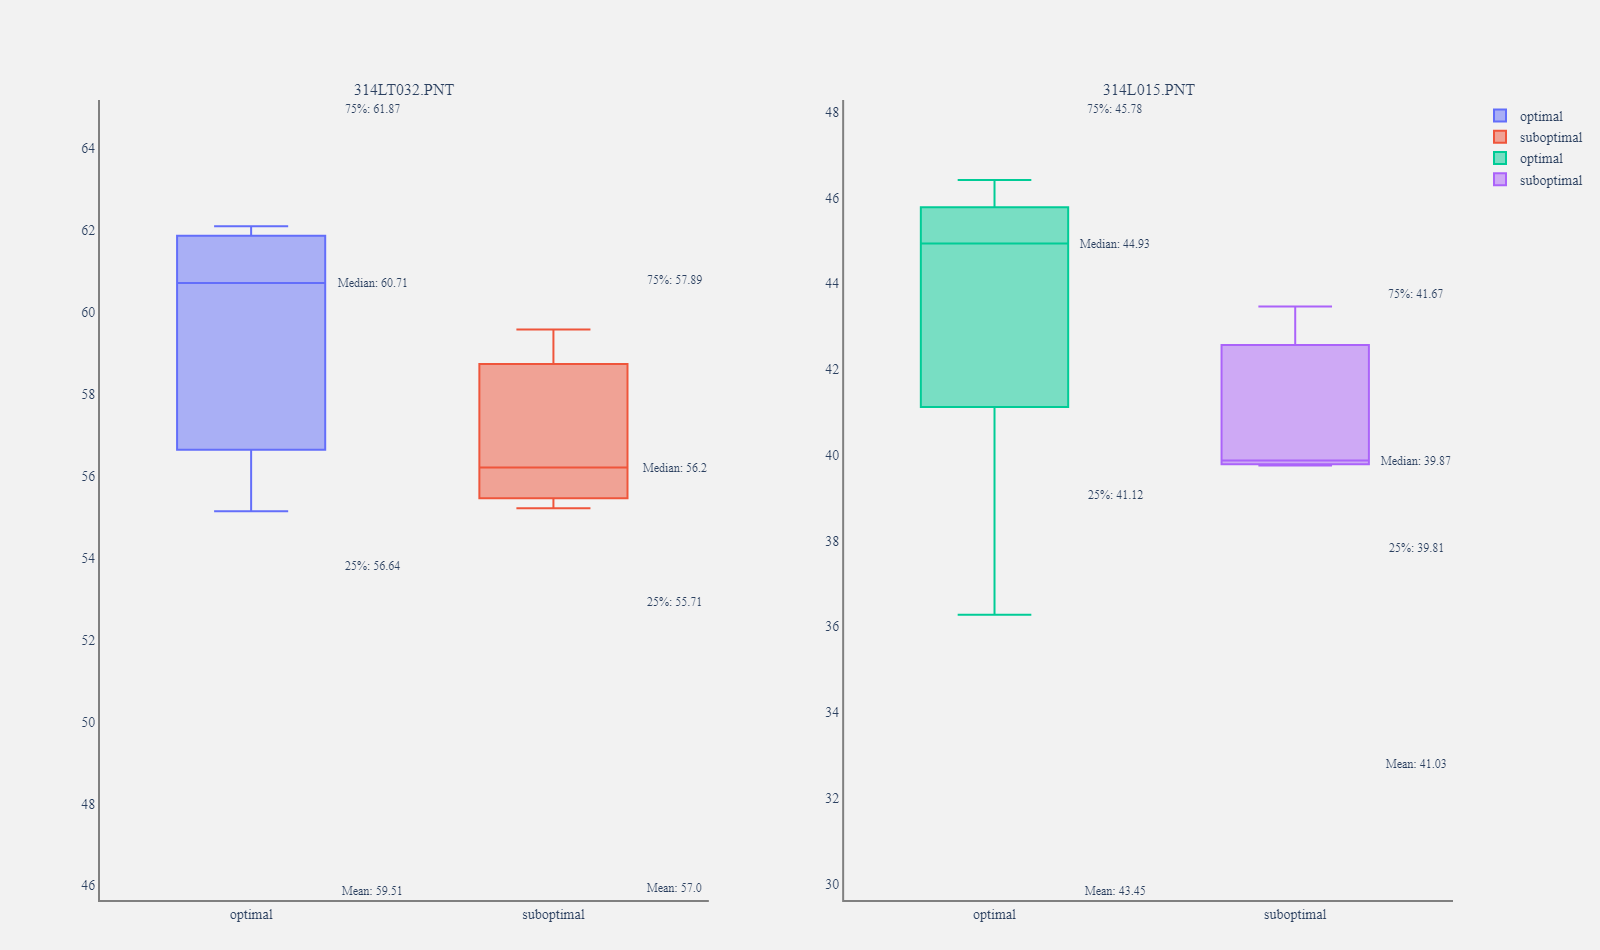 314LT032.PNT
75%: 61.87
64
62
75%: 57.89
Median: 60.71
60
58
56
Median: 56.2
54
25%: 56.64
25%: 55.71
52
50
48
46
Mean: 59.51
Mean: 57.0
optimal
suboptimal
314L015.PNT
75%: 45.78
48
46
Median: 44.93
44
75%: 41.67
42
40
Median: 39.87
25%: 41.12
38
25%: 39.81
36
34
Mean: 41.03
32
30
Mean: 43.45
optimal
suboptimal
optimal
suboptimal
optimal
suboptimal